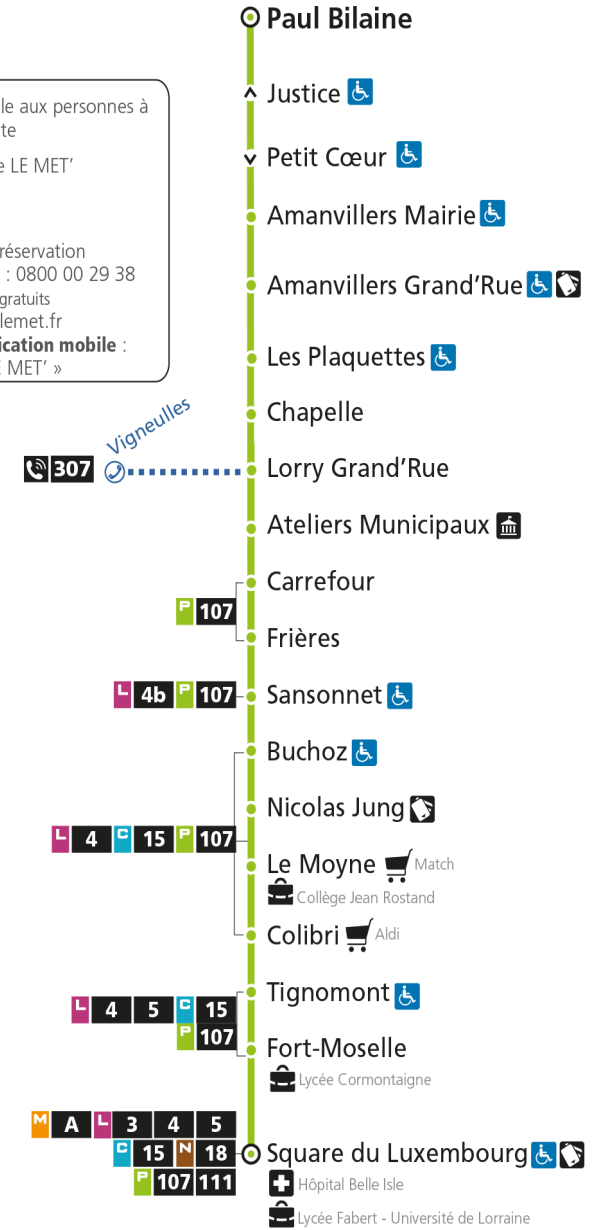 Paul Bilaine
Justice
le aux personnes à
te
Petit Cœur
e LE MET'
Amanvillers Mairie
réservation
: 0800 00 29 38
gratuits
lemet.fr
ication mobile :
E MET' »
Amanvillers Grand'Rue
Les Plaquettes
Chapelle
Vigneulles
307
Lorry Grand'Rue
Ateliers Municipaux
Carrefour
P 107
Frières
L 4b P 107
Sansonnet
Buchoz
Nicolas Jung
L 4 C 15 P 107
Le Moyne Match
Collège Jean Rostand
Colibri Aldi
Tignomont
L 4 5 C 15
P 107
Fort-Moselle
Lycée Cormontaigne
M A L 3 4 5
C 15 N 18
P 107 111
Square du Luxembourg
Hôpital Belle Isle
Lycée Fabert - Université de Lorraine